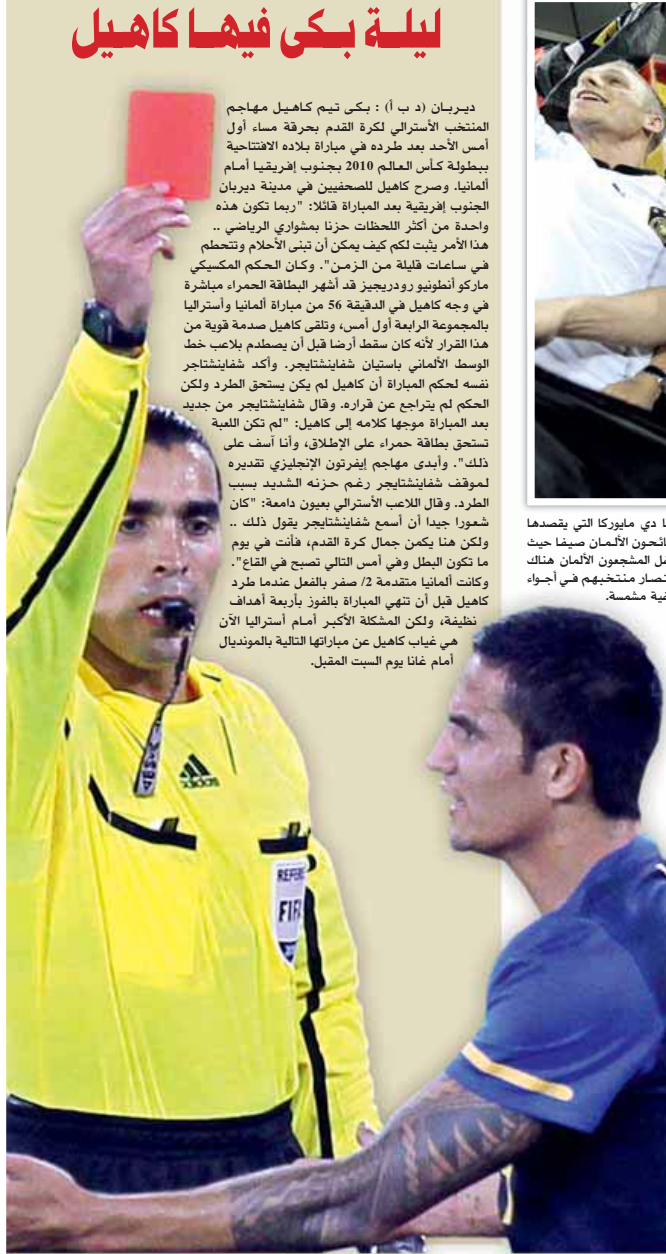 ليلة بكى فيها كاهيل
ديربان (د ب أ) : بكى تيم كاهيل مهاجم
المنتخب الأسترالي لكرة القدم بحرقة مساء أول
أمس الأحد بعد طرده في مباراة بلاده الافتتاحية
ببطولة كأس العالم 2010 بجنوب إفريقيا أمام
ألمانيا. وصرح كاهيل للصحفيين في مدينة ديربان
الجنوب إفريقية بعد المباراة قائلا: "ربما تكون هذه
واحدة من أكثر اللحظات حزنا بمشواري الرياضي ..
هذا الأمر يثبت لكم كيف يمكن أن تبنى الأحلام وتتحطم
في ساعات قليلة من الزمن". وكان الحكم المكسيكي
ماركو أنطونيو رودريجيز قد أشهر البطاقة الحمراء مباشرة
في وجه كاهيل في الدقيقة 56 من مباراة ألمانيا وأستراليا
بالمجموعة الرابعة أول أمس، وتلقى كاهيل صدمة قوية من
هذا القرار لأنه كان سقط أرضا قبل أن يصطدم بلاعب خط
الوسط الألماني باستيان شفاينشتايجر. وأكد شفاينشتاجر
نفسه لحكم المباراة أن كاهيل لم يكن يستحق الطرد ولكن
الحكم لم يتراجع عن قراره. وقال شفاينشتايجر من جديد
بعد المباراة موجها كلامه إلى كاهيل: "لم تكن اللعبة
تستحق بطاقة حمراء على الإطلاق، وأنا آسف على
ذلك". وأبدى مهاجم إيفرتون الإنجليزي تقديره
لموقف شفاينشتايجر رغم حزنه الشديد بسبب
الطرد. وقال اللاعب الأسترالي بعيون دامعة: "كان
شعورا جيدا أن أسمع شفاينشتايجر يقول ذلك ..
ولكن هنا يكمن جمال كرة القدم، فأنت في يوم
ما تكون البطل وفي أمس التالي تصبح في القاع".
وكانت ألمانيا متقدمة 2/ صفر بالفعل عندما طرد
كاهيل قبل أن تنهي المباراة بالفوز بأربعة أهداف
نظيفة، ولكن المشكلة الأكبر أمام أستراليا الآن
هي غياب كاهيل عن مباراتها التالية بالمونديال
أمام غانا يوم السبت المقبل.
دي مايوركا التي يقصدها
الألمان صيفا حيث
المشجعون الألمان هناك
منتخبهم في أجواء
مشمسة.
adidas